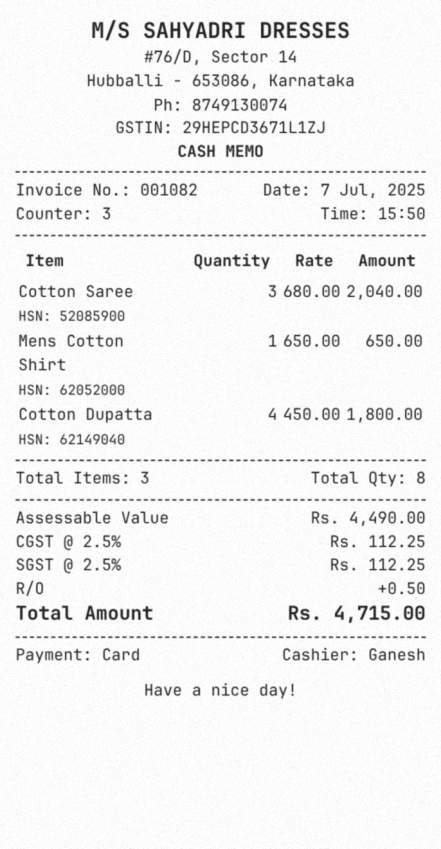 M/S SAHYADRI DRESSES
#76/D, Sector 14
Hubballi - 653086, Karnataka
Ph: 8749130074
GSTIN: 29HEPCD3671L1ZJ
CASH MEMO
Invoice No.: 001082 Date: 7 Jul, 2025
Counter: 3 Time: 15:50
Item Quantity Rate Amount
Cotton Saree 3 680.00 2,040.00
HSN: 52085900
Mens Cotton 1 650.00 650.00
Shirt
HSN: 62052000
Cotton Dupatta 4 450.00 1,800.00
HSN: 62149040
Total Items: 3 Total Qty: 8
Assessable Value Rs. 4,490.00
CGST @ 2.5% Rs. 112.25
SGST @ 2.5% Rs. 112.25
R/O +0.50
Total Amount Rs. 4,715.00
Payment: Card Cashier: Ganesh
Have a nice day!